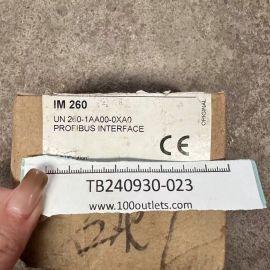 IM 260
UN 260-1AA00-0XA0
PROFIBUS INTERFACE
ORIGINAL
CE
TB240930-023
www.100outlets.com